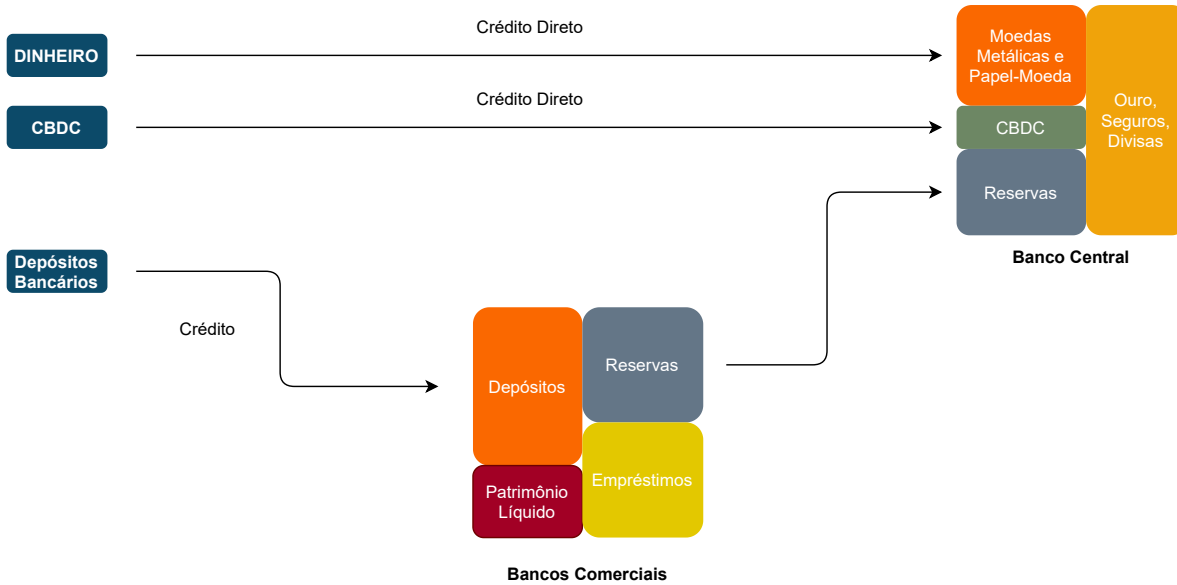 Crédito Direto
DINHEIRO
Crédito Direto
CBDC
Moedas
Metálicas e
Papel-Moeda
CBDC
Reservas
Ouro,
Seguros,
Divisas
Banco Central
Depósitos
Bancários
Crédito
Depósitos
Reservas
Patrimônio
Líquido
Empréstimos
Bancos Comerciais